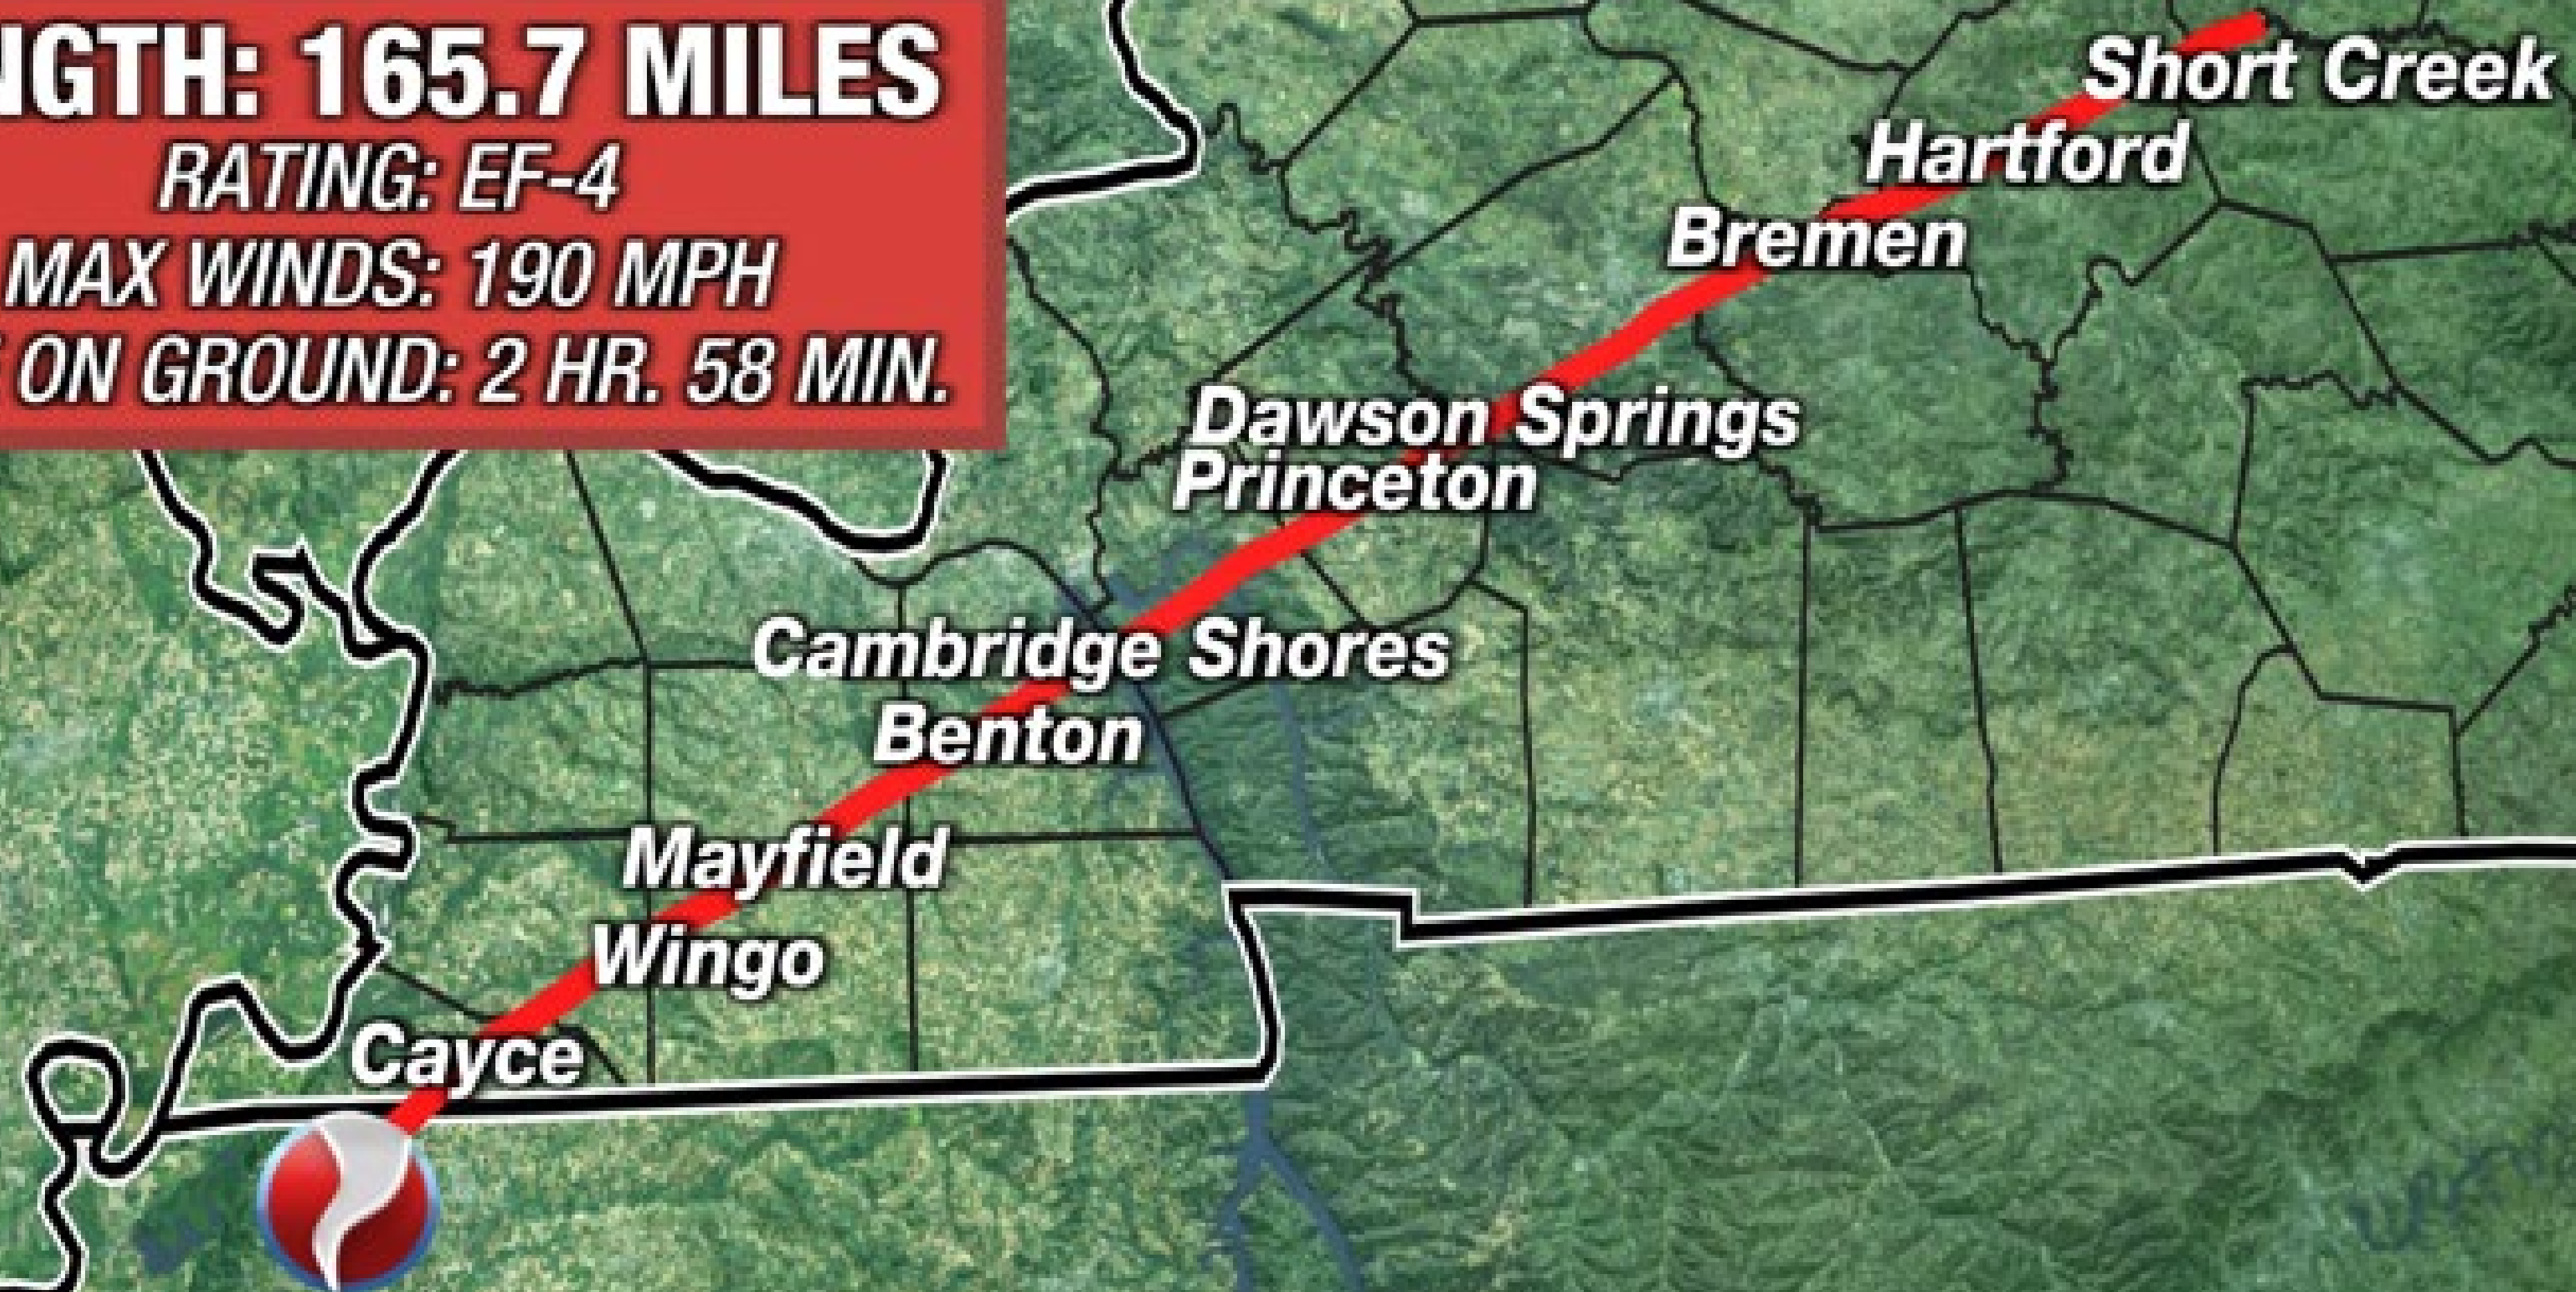 NGTH: 165.7 MILES
RATING: EF-4
MAX WINDS: 190 MPH
ON GROUND: 2 HR. 58 MIN.
Short Creek
Hartford
Bremen
Dawson Springs
Princeton
Cambridge Shores
Benton
Mayfield
Wingo
Cayce